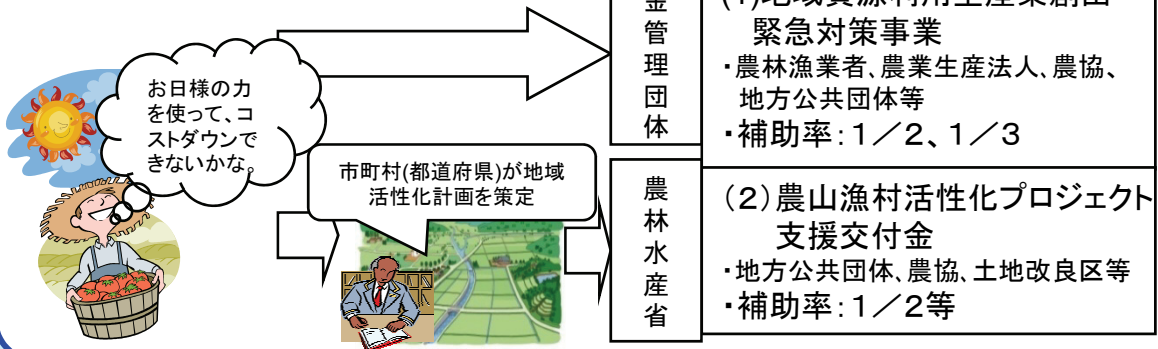 お日様の力
を使って、コ
ストダウンで
きないかな。
市町村(都道府県)が地域
活性化計画を策定
金管理団体
緊急対策事業
・農林漁業者、農業生産法人、農協、
地方公共団体等
・補助率：１／２、１／３
農林水産省
（２）農山漁村活性化プロジェクト
支援交付金
・地方公共団体、農協、土地改良区等
・補助率：１／２等